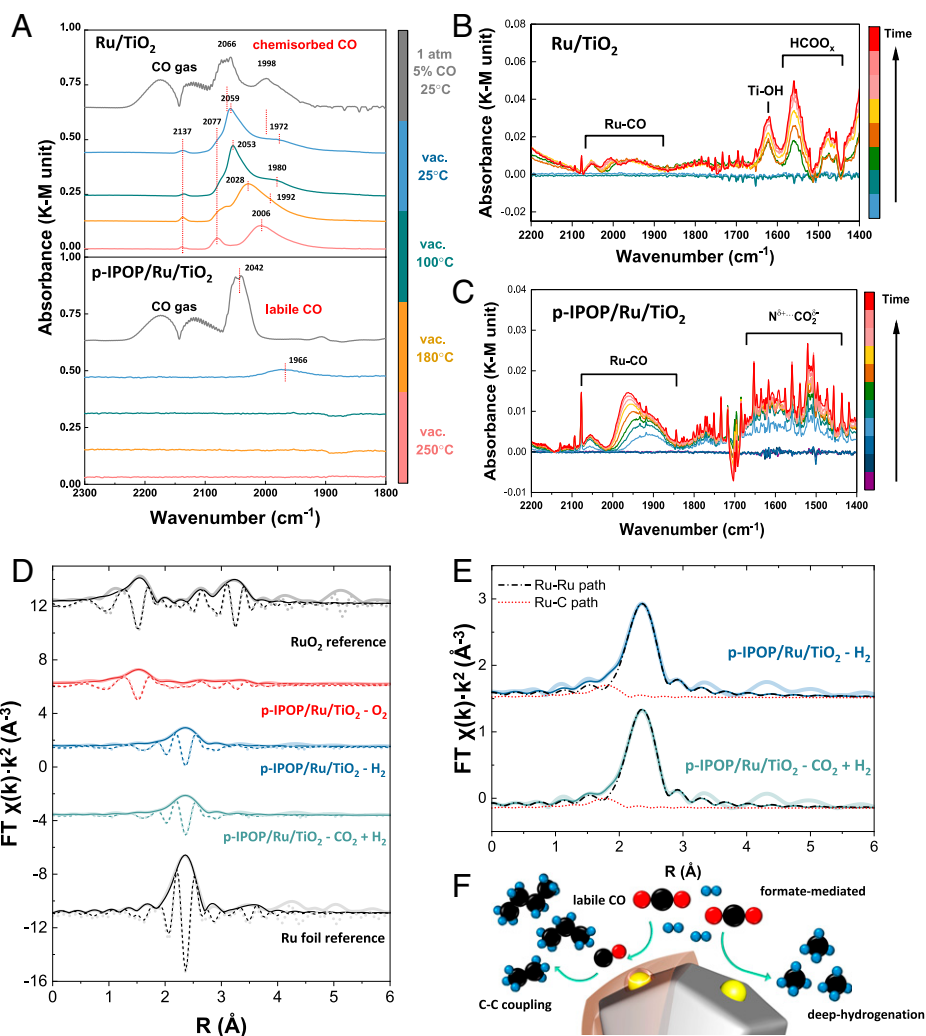 A
Ru/TiO₂
2066
chemisorbed CO
CO gas
1998
2059
2137
2077
1972
2053
1980
2028
1992
2006
p-IPOP/Ru/TiO₂
2042
CO gas
labile CO
1966
1.00
0.75
0.50
0.25
0.00
1.00
0.75
0.50
0.25
0.00
2300 2200 2100 2000 1900 1800
Absorbance (K-M unit)
Wavenumber (cm⁻¹)
1 atm
5% CO
25°C
vac.
25°C
vac.
100°C
vac.
180°C
vac.
250°C
B
Ru/TiO₂
HCOOₓ
Ti-OH
Ru-CO
Time
0.08
0.06
0.04
0.02
0.00
-0.02
2200 2100 2000 1900 1800 1700 1600 1500 1400
Absorbance (K-M unit)
Wavenumber (cm⁻¹)
C
p-IPOP/Ru/TiO₂
N^δ+...CO₂^δ-
Ru-CO
Time
0.04
0.03
0.02
0.01
0.00
-0.01
2200 2100 2000 1900 1800 1700 1600 1500 1400
Absorbance (K-M unit)
Wavenumber (cm⁻¹)
D
RuO₂ reference
p-IPOP/Ru/TiO₂ - O₂
p-IPOP/Ru/TiO₂ - H₂
p-IPOP/Ru/TiO₂ - CO₂ + H₂
Ru foil reference
12
8
4
0
-4
-8
-12
-16
0 1 2 3 4 5 6
FT χ(k)·k² (Å⁻³)
R (Å)
E
Ru-Ru path
Ru-C path
p-IPOP/Ru/TiO₂ - H₂
p-IPOP/Ru/TiO₂ - CO₂ + H₂
3
2
1
0
0 1 2 3 4 5 6
FT χ(k)·k² (Å⁻³)
R (Å)
F
labile CO
formate-mediated
C-C coupling
deep-hydrogenation